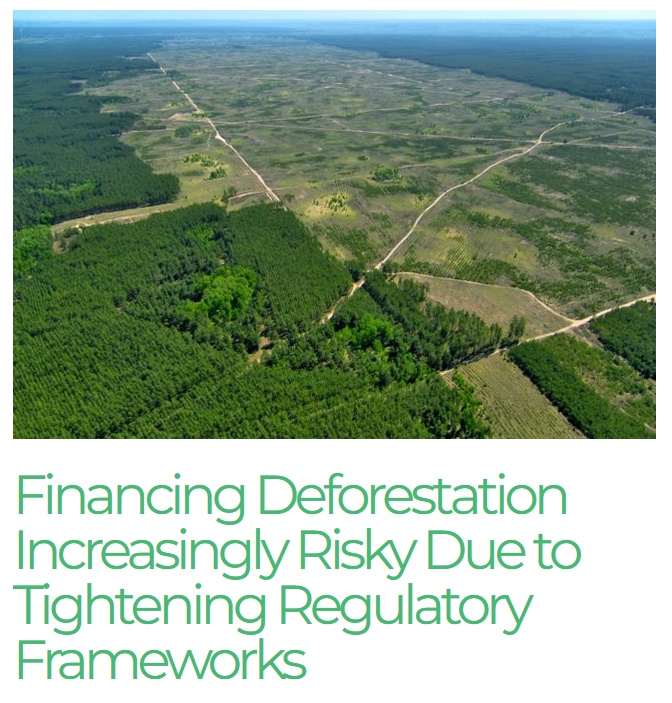 Financing Deforestation
Increasingly Risky Due to
Tightening Regulatory
Frameworks